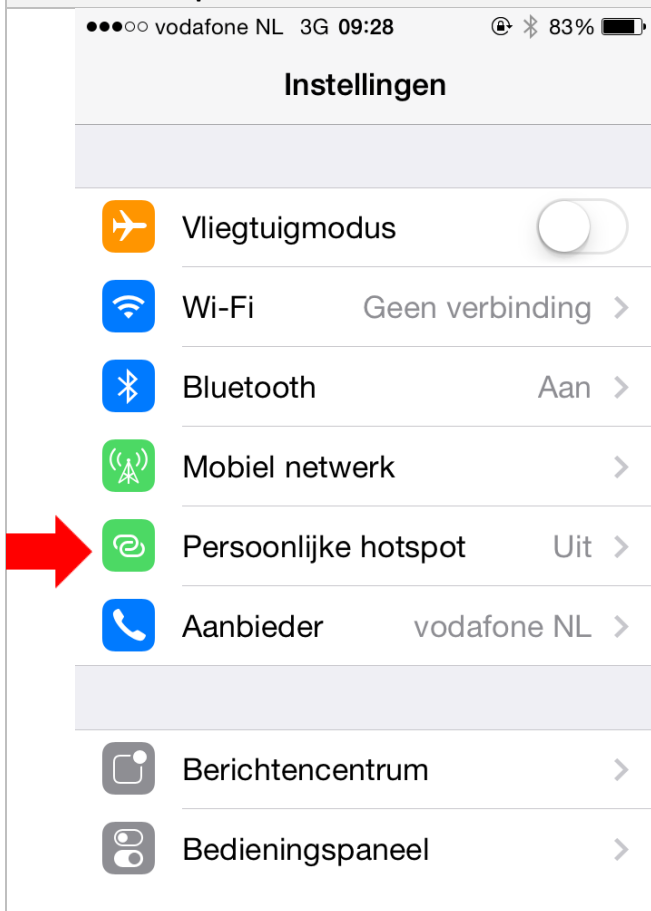 vodafone NL 3G 09:28 83%
Instellingen
Vliegtuigmodus
Wi-Fi Geen verbinding
Bluetooth Aan
Mobiel netwerk
Persoonlijke hotspot Uit
Aanbieder vodafone NL
Berichtencentrum
Bedieningspaneel